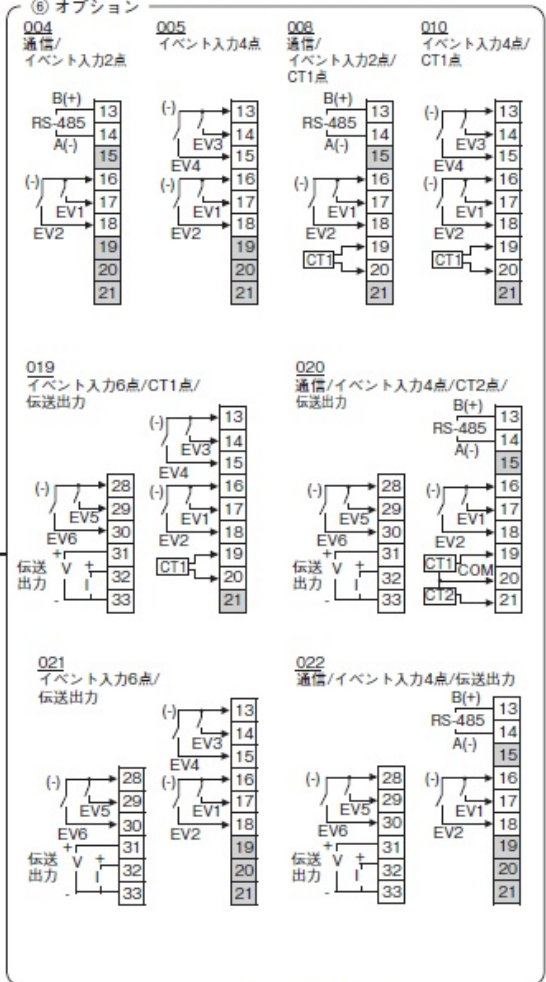 ⑥ オプション
004
通信/
イベント入力2点
B(+)
RS-485
A(-)
(-)
EV1
EV2
13
14
15
16
17
18
19
20
21
005
イベント入力4点
(-)
EV3
EV4
(-)
EV1
EV2
13
14
15
16
17
18
19
20
21
008
通信/
イベント入力2点/
CT1点
B(+)
RS-485
A(-)
(-)
EV1
EV2
CT1
13
14
15
16
17
18
19
20
21
010
イベント入力4点/
CT1点
(-)
EV3
EV4
(-)
EV1
EV2
CT1
13
14
15
16
17
18
19
20
21
019
イベント入力6点/CT1点/
伝送出力
(-)
EV5
EV6
伝送
出力
+
V
+
I
-
28
29
30
31
32
33
(-)
EV3
EV4
(-)
EV1
EV2
CT1
13
14
15
16
17
18
19
20
21
020
通信/イベント入力4点/CT2点/
伝送出力
(-)
EV5
EV6
伝送
出力
+
V
+
I
-
28
29
30
31
32
33
B(+)
RS-485
A(-)
(-)
EV1
EV2
CT1
COM
CT2
13
14
15
16
17
18
19
20
21
021
イベント入力6点/
伝送出力
(-)
EV5
EV6
伝送
出力
+
V
+
I
-
28
29
30
31
32
33
(-)
EV3
EV4
(-)
EV1
EV2
13
14
15
16
17
18
19
20
21
022
通信/イベント入力4点/伝送出力
(-)
EV5
EV6
伝送
出力
+
V
+
I
-
28
29
30
31
32
33
B(+)
RS-485
A(-)
(-)
EV1
EV2
13
14
15
16
17
18
19
20
21